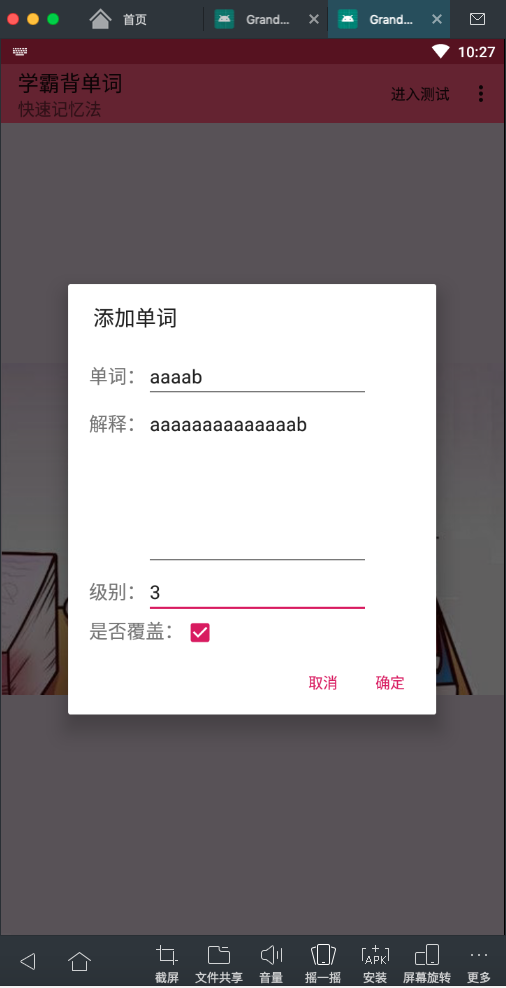 首页
Grand...
Grand...
10:27
学霸背单词
快速记忆法
进入测试
添加单词
单词： aaaab
解释： aaaaaaaaaaaaaab
级别： 3
是否覆盖：
取消 确定
截屏 文件共享 音量 摇一摇 安装 屏幕旋转 更多
APK